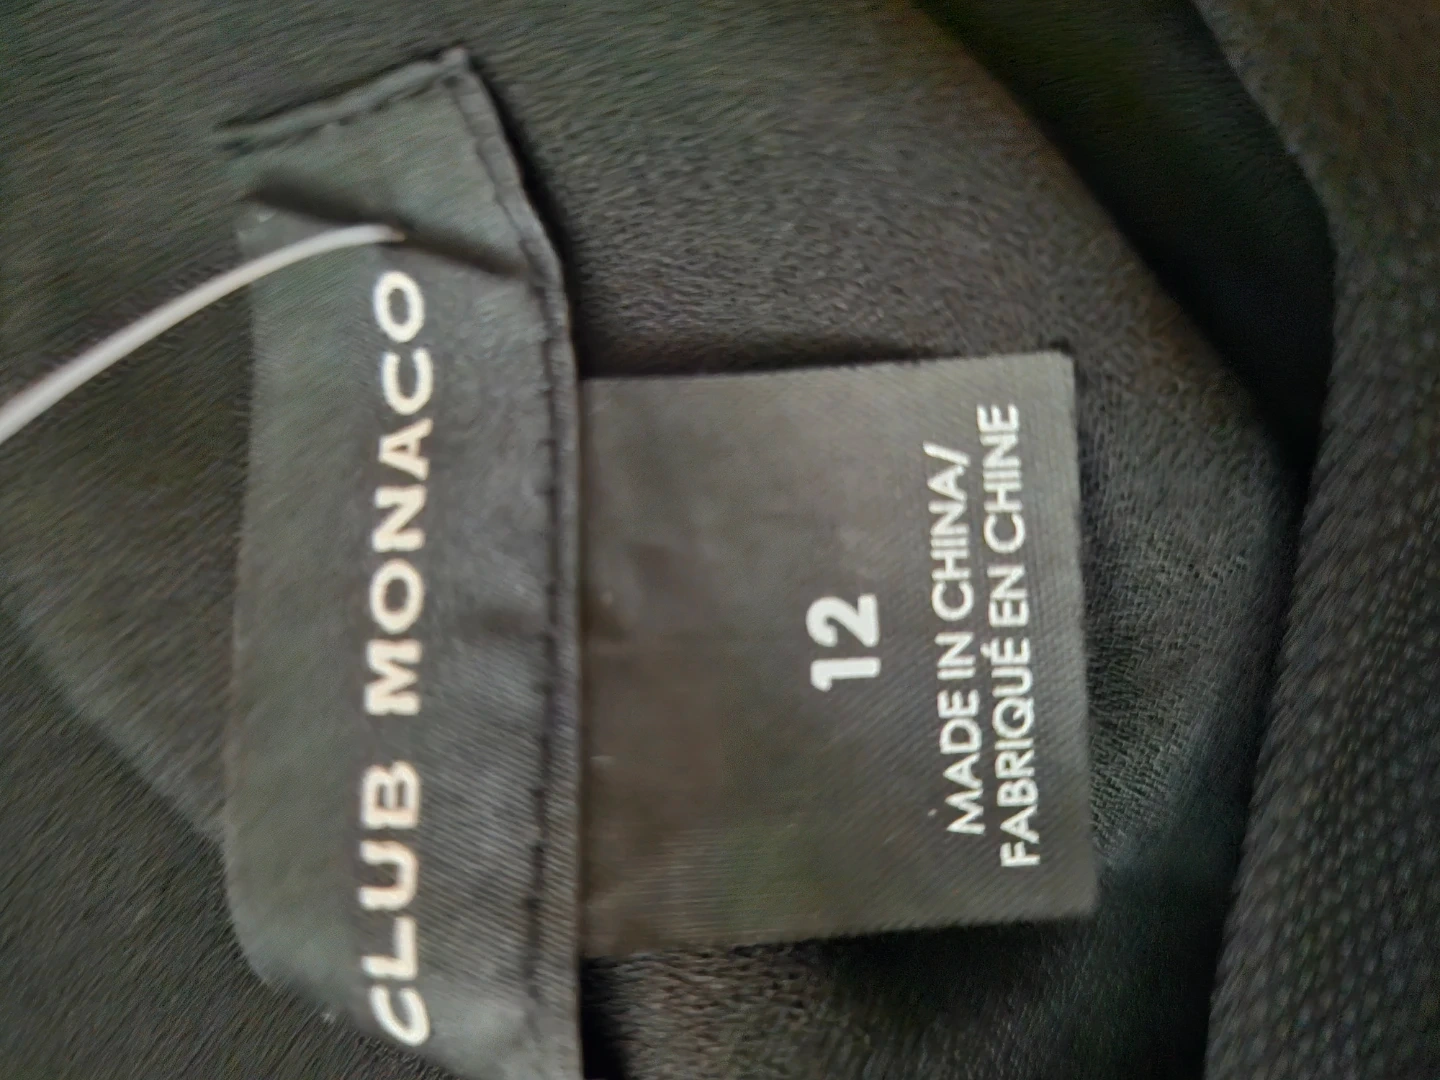 CLUB MONACO
12
MADE IN CHINA/
FABRIQUÉ EN CHINE